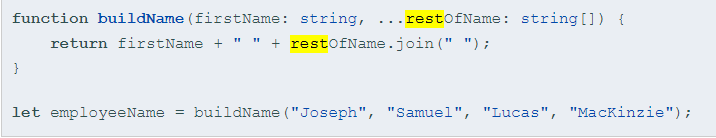 function buildName(firstName: string, ...restOfName: string[]) {
    return firstName + " " + restOfName.join(" ");
}
let employeeName = buildName("Joseph", "Samuel", "Lucas", "MacKinzie");